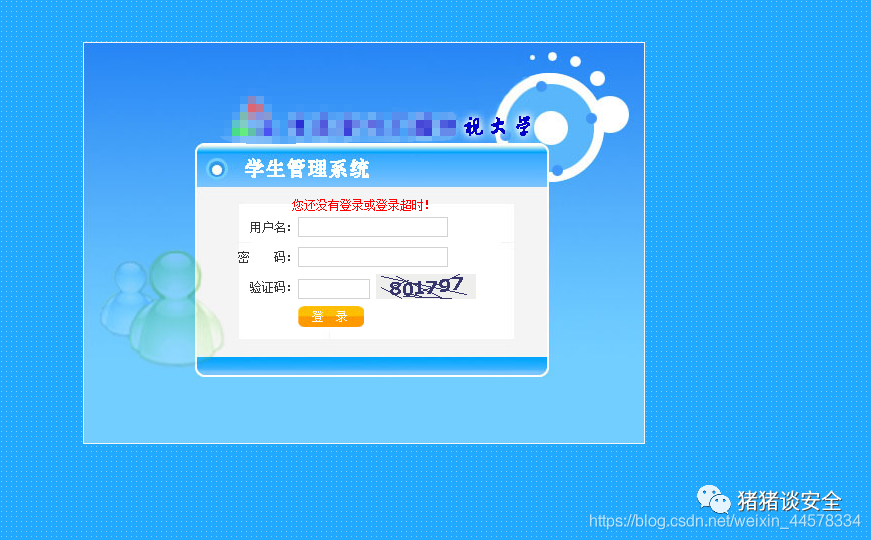 视大学
学生管理系统
您还没有登录或登录超时!
用户名:
密 码:
验证码: 801797
登 录
猪猪谈安全
https://blog.csdn.net/weixin_44578334